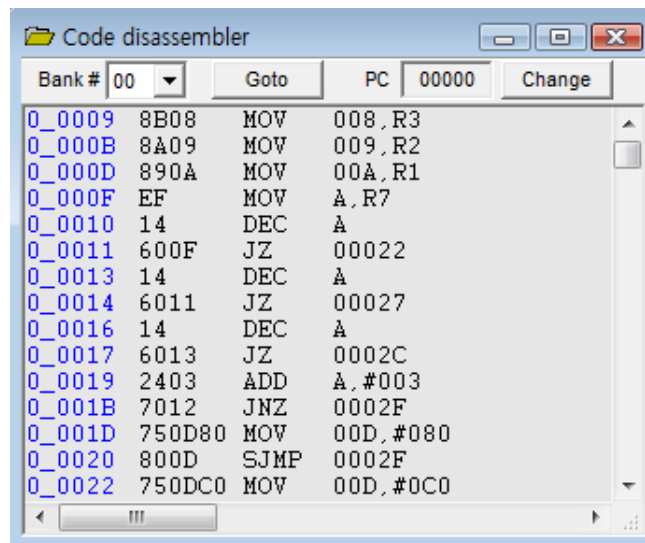 Code disassembler
Bank # 00 Goto PC 00000 Change
0_0009 8B08 MOV 008,R3
0_000B 8A09 MOV 009,R2
0_000D 890A MOV 00A,R1
0_000F EF MOV A,R7
0_0010 14 DEC A
0_0011 600F JZ 00022
0_0013 14 DEC A
0_0014 6011 JZ 00027
0_0016 14 DEC A
0_0017 6013 JZ 0002C
0_0019 2403 ADD A,#003
0_001B 7012 JNZ 0002F
0_001D 750D80 MOV 00D,#080
0_0020 800D SJMP 0002F
0_0022 750DC0 MOV 00D,#0C0